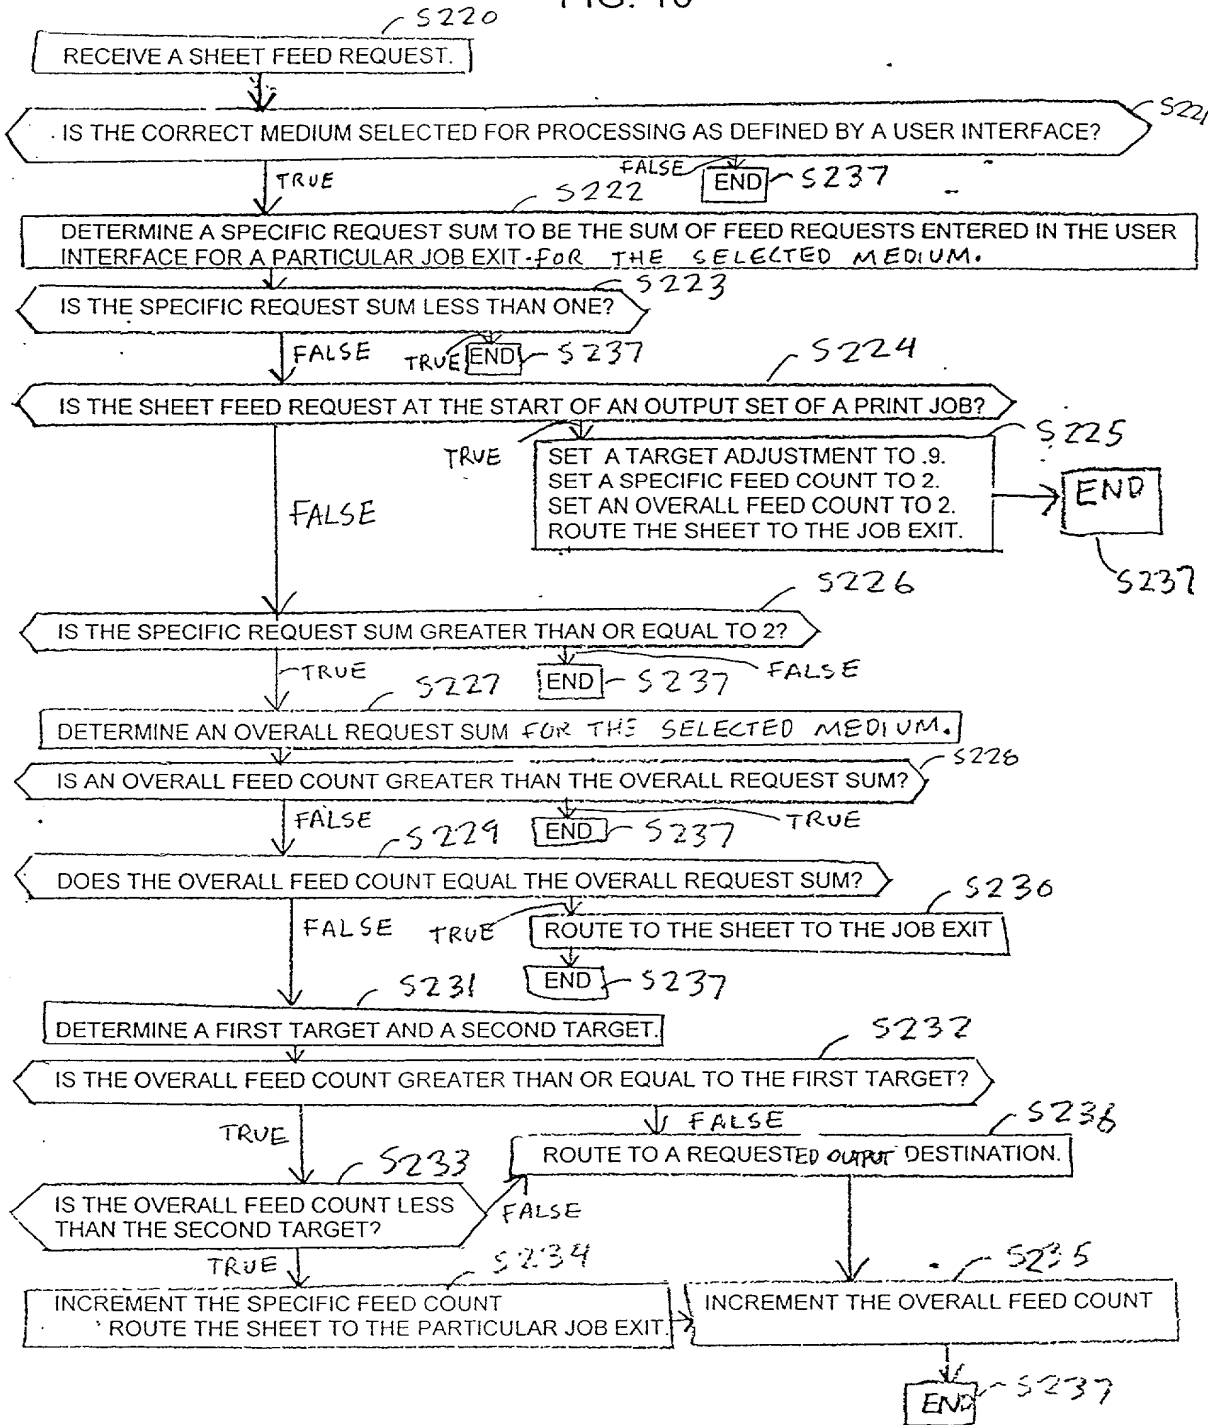 FIG. 10
S220
RECEIVE A SHEET FEED REQUEST.
S221
IS THE CORRECT MEDIUM SELECTED FOR PROCESSING AS DEFINED BY A USER INTERFACE?
TRUE
FALSE
END
S237
S222
DETERMINE A SPECIFIC REQUEST SUM TO BE THE SUM OF FEED REQUESTS ENTERED IN THE USER
INTERFACE FOR A PARTICULAR JOB EXIT-FOR THE SELECTED MEDIUM.
S223
IS THE SPECIFIC REQUEST SUM LESS THAN ONE?
FALSE
TRUE
END
S237
S224
IS THE SHEET FEED REQUEST AT THE START OF AN OUTPUT SET OF A PRINT JOB?
TRUE
S225
SET A TARGET ADJUSTMENT TO .9.
SET A SPECIFIC FEED COUNT TO 2.
SET AN OVERALL FEED COUNT TO 2.
ROUTE THE SHEET TO THE JOB EXIT.
END
S237
FALSE
S226
IS THE SPECIFIC REQUEST SUM GREATER THAN OR EQUAL TO 2?
TRUE
FALSE
END
S237
S227
DETERMINE AN OVERALL REQUEST SUM FOR THE SELECTED MEDIUM.
S228
IS AN OVERALL FEED COUNT GREATER THAN THE OVERALL REQUEST SUM?
FALSE
TRUE
END
S237
S229
DOES THE OVERALL FEED COUNT EQUAL THE OVERALL REQUEST SUM?
FALSE
TRUE
S230
ROUTE TO THE SHEET TO THE JOB EXIT
END
S237
S231
DETERMINE A FIRST TARGET AND A SECOND TARGET.
S232
IS THE OVERALL FEED COUNT GREATER THAN OR EQUAL TO THE FIRST TARGET?
TRUE
FALSE
S236
ROUTE TO A REQUESTED OUTPUT DESTINATION.
S233
IS THE OVERALL FEED COUNT LESS
THAN THE SECOND TARGET?
FALSE
TRUE
S234
INCREMENT THE SPECIFIC FEED COUNT
ROUTE THE SHEET TO THE PARTICULAR JOB EXIT.
S235
INCREMENT THE OVERALL FEED COUNT
END
S237